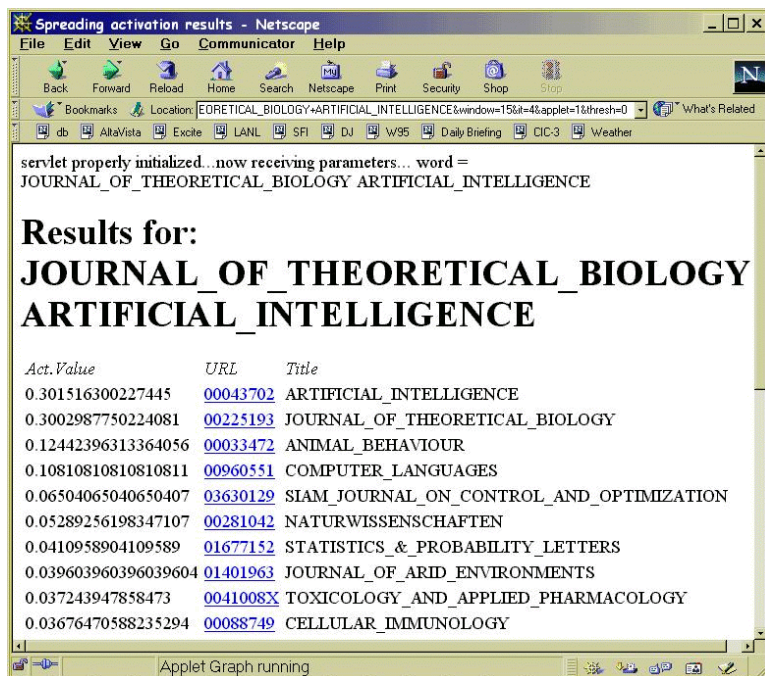 Spreading activation results - Netscape
File Edit View Go Communicator Help
My
Back Forward Reload Home Search Netscape Print Security Shop Stop
N
Bookmarks Location: EORETICAL_BIOLOGY+ARTIFICIAL_INTELLIGENCE&window=15&it=4&applet=1&thresh=0 What's Related
db AltaVista Excite LANL SFI DJ W95 Daily Briefing CIC-3 Weather
servlet properly initialized...now receiving parameters... word =
JOURNAL_OF_THEORETICAL_BIOLOGY ARTIFICIAL_INTELLIGENCE
Results for:
JOURNAL_OF_THEORETICAL_BIOLOGY
ARTIFICIAL_INTELLIGENCE
Act.Value URL Title
0.301516300227445 00043702 ARTIFICIAL_INTELLIGENCE
0.3002987750224081 00225193 JOURNAL_OF_THEORETICAL_BIOLOGY
0.12442396313364056 00033472 ANIMAL_BEHAVIOUR
0.10810810810810811 00960551 COMPUTER_LANGUAGES
0.06504065040650407 03630129 SIAM_JOURNAL_ON_CONTROL_AND_OPTIMIZATION
0.05289256198347107 00281042 NATURWISSENSCHAFTEN
0.0410958904109589 01677152 STATISTICS_&_PROBABILITY_LETTERS
0.039603960396039604 01401963 JOURNAL_OF_ARID_ENVIRONMENTS
0.037243947858473 0041008X TOXICOLOGY_AND_APPLIED_PHARMACOLOGY
0.03676470588235294 00088749 CELLULAR_IMMUNOLOGY
Applet Graph running